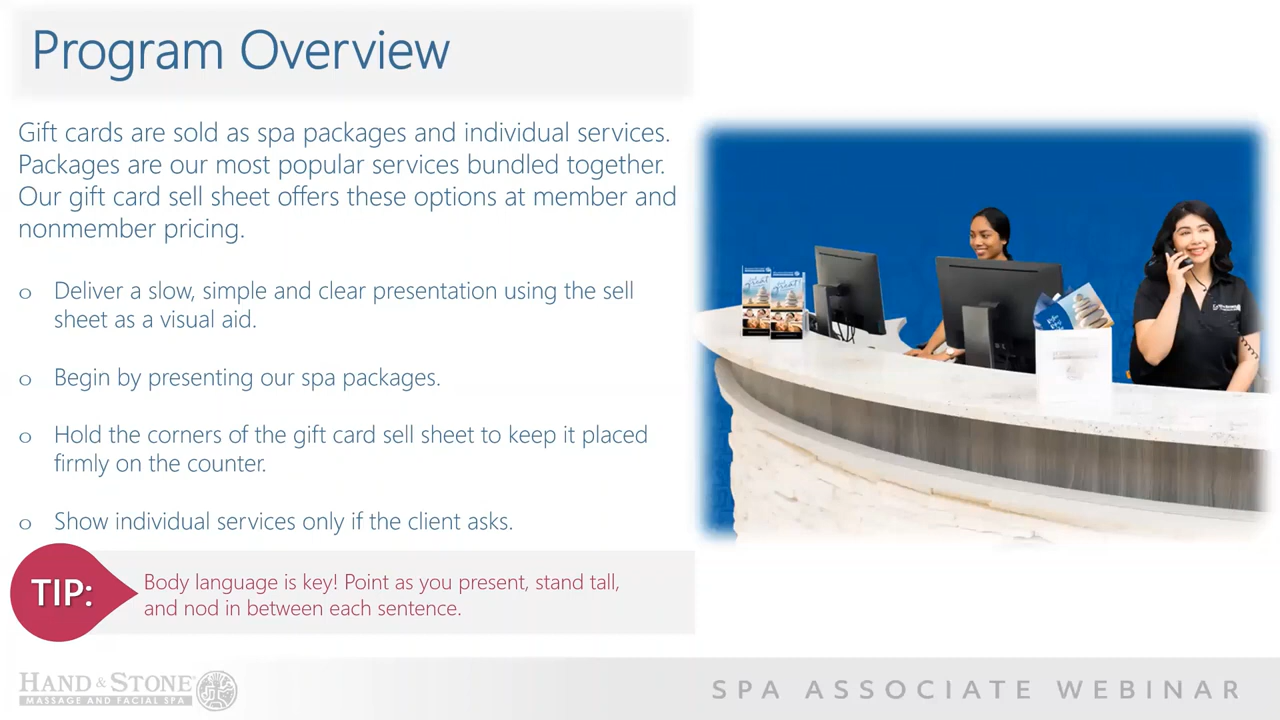 Program Overview
Gift cards are sold as spa packages and individual services.
Packages are our most popular services bundled together.
Our gift card sell sheet offers these options at member and
nonmember pricing.
o Deliver a slow, simple and clear presentation using the sell
sheet as a visual aid.
o Begin by presenting our spa packages.
o Hold the corners of the gift card sell sheet to keep it placed
firmly on the counter.
o Show individual services only if the client asks.
TIP:
Body language is key! Point as you present, stand tall,
and nod in between each sentence.
HAND & STONE
MASSAGE AND FACIAL SPA
SPA ASSOCIATE WEBINAR